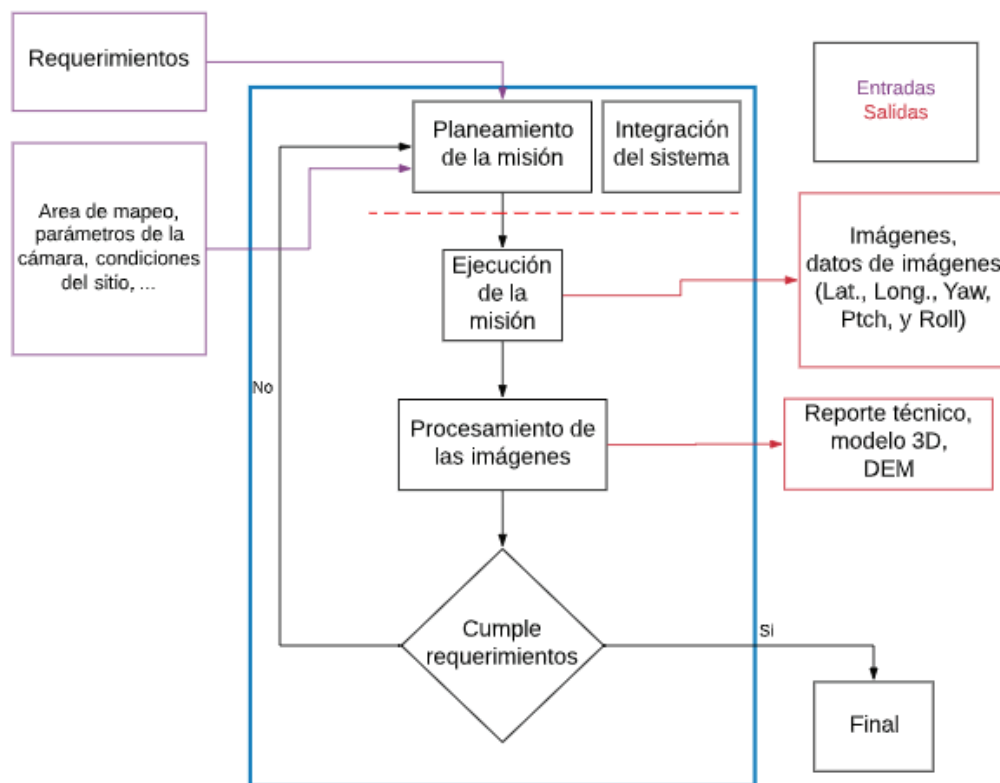 Requerimientos
Planeamiento
de la misión
Integración
del sistema
Entradas
Salidas
Area de mapeo,
parámetros de la
cámara, condiciones
del sitio, ...
Ejecución
de la
misión
Imágenes,
datos de imágenes
(Lat., Long., Yaw,
Ptch, y Roll)
No
Procesamiento de
las imágenes
Reporte técnico,
modelo 3D,
DEM
Cumple
requerimientos
Si
Final